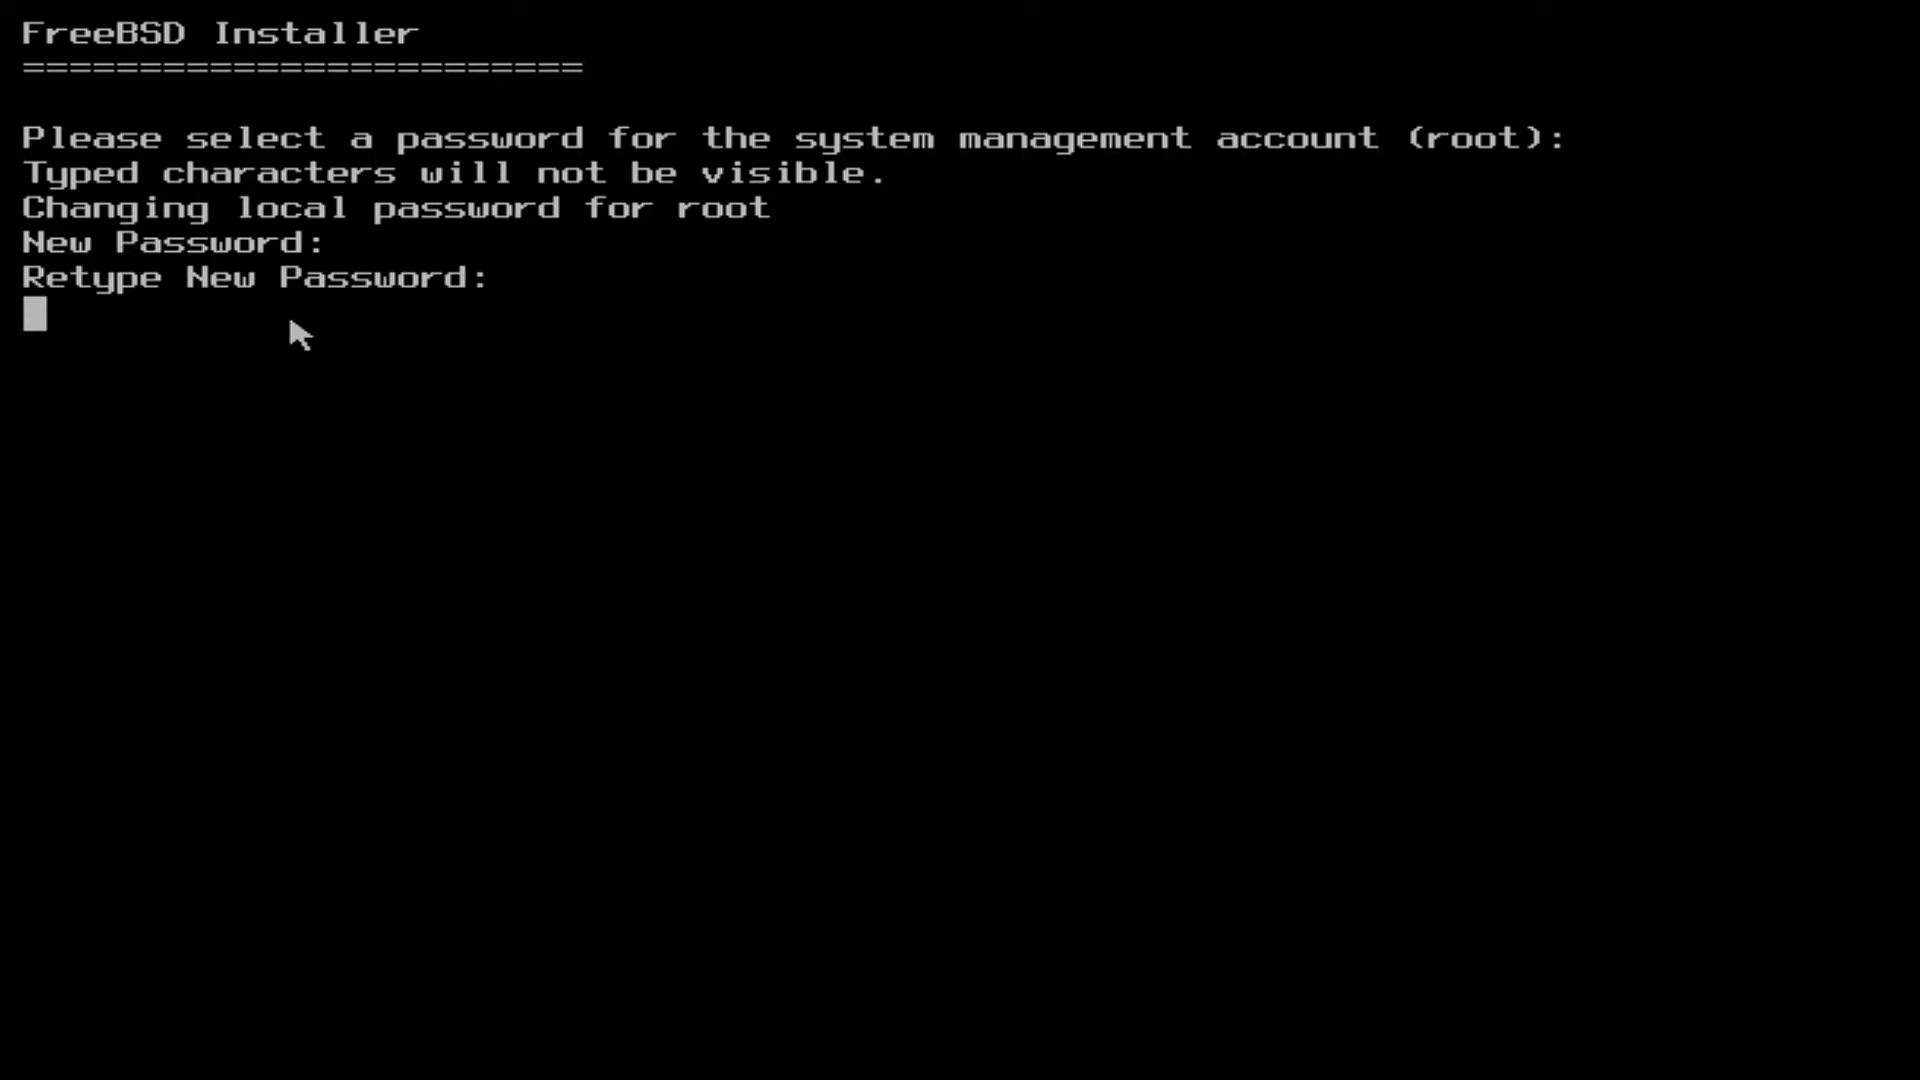 FreeBSD Installer
========================
Please select a password for the system management account (root):
Typed characters will not be visible.
Changing local password for root
New Password:
Retype New Password: